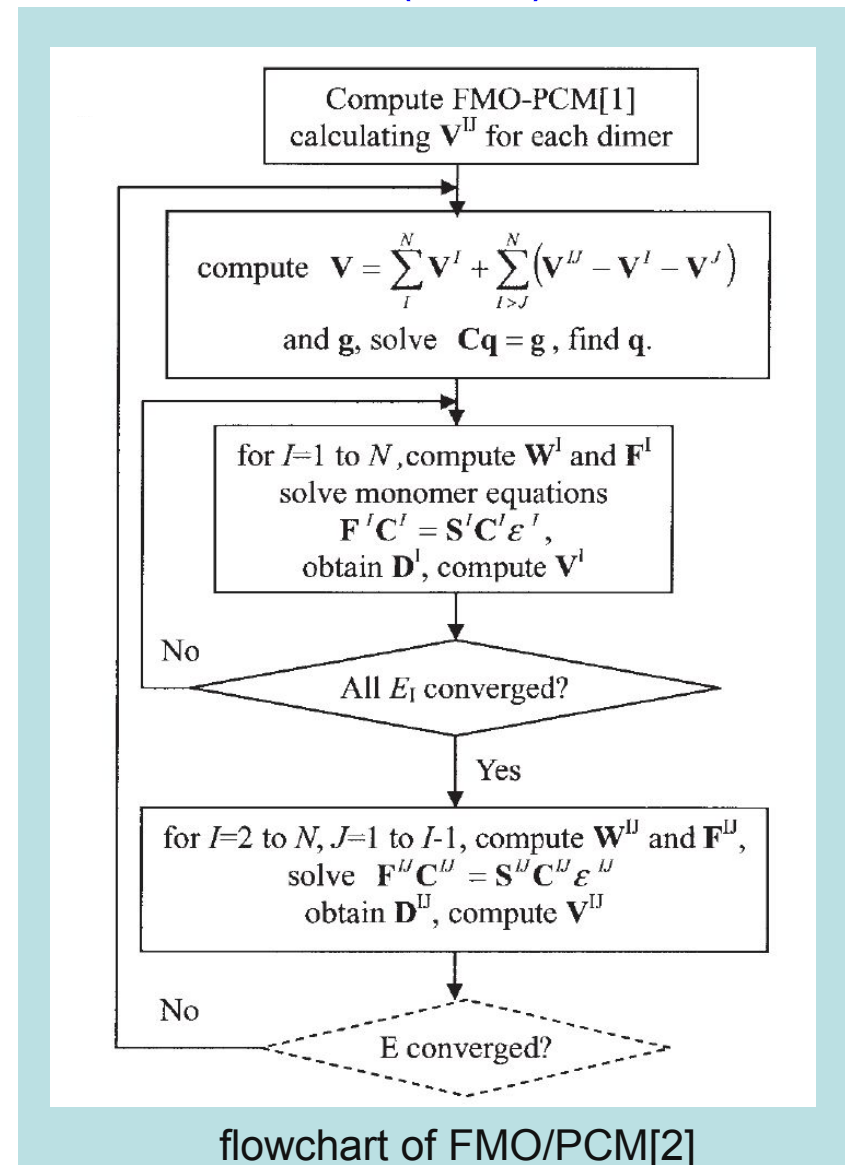 Compute FMO-PCM[1]
calculating V^IJ for each dimer
compute V = ∑_I^N V^I + ∑_{I>J}^N (V^IJ − V^I − V^J)
and g, solve Cq = g , find q.
for I=1 to N ,compute W^I and F^I
solve monomer equations
F^I C^I = S^I C^I ε^I ,
obtain D^I, compute V^I
No
All E_I converged?
Yes
for I=2 to N, J=1 to I-1, compute W^IJ and F^IJ,
solve F^IJ C^IJ = S^IJ C^IJ ε^IJ
obtain D^IJ, compute V^IJ
No
E converged?
flowchart of FMO/PCM[2]